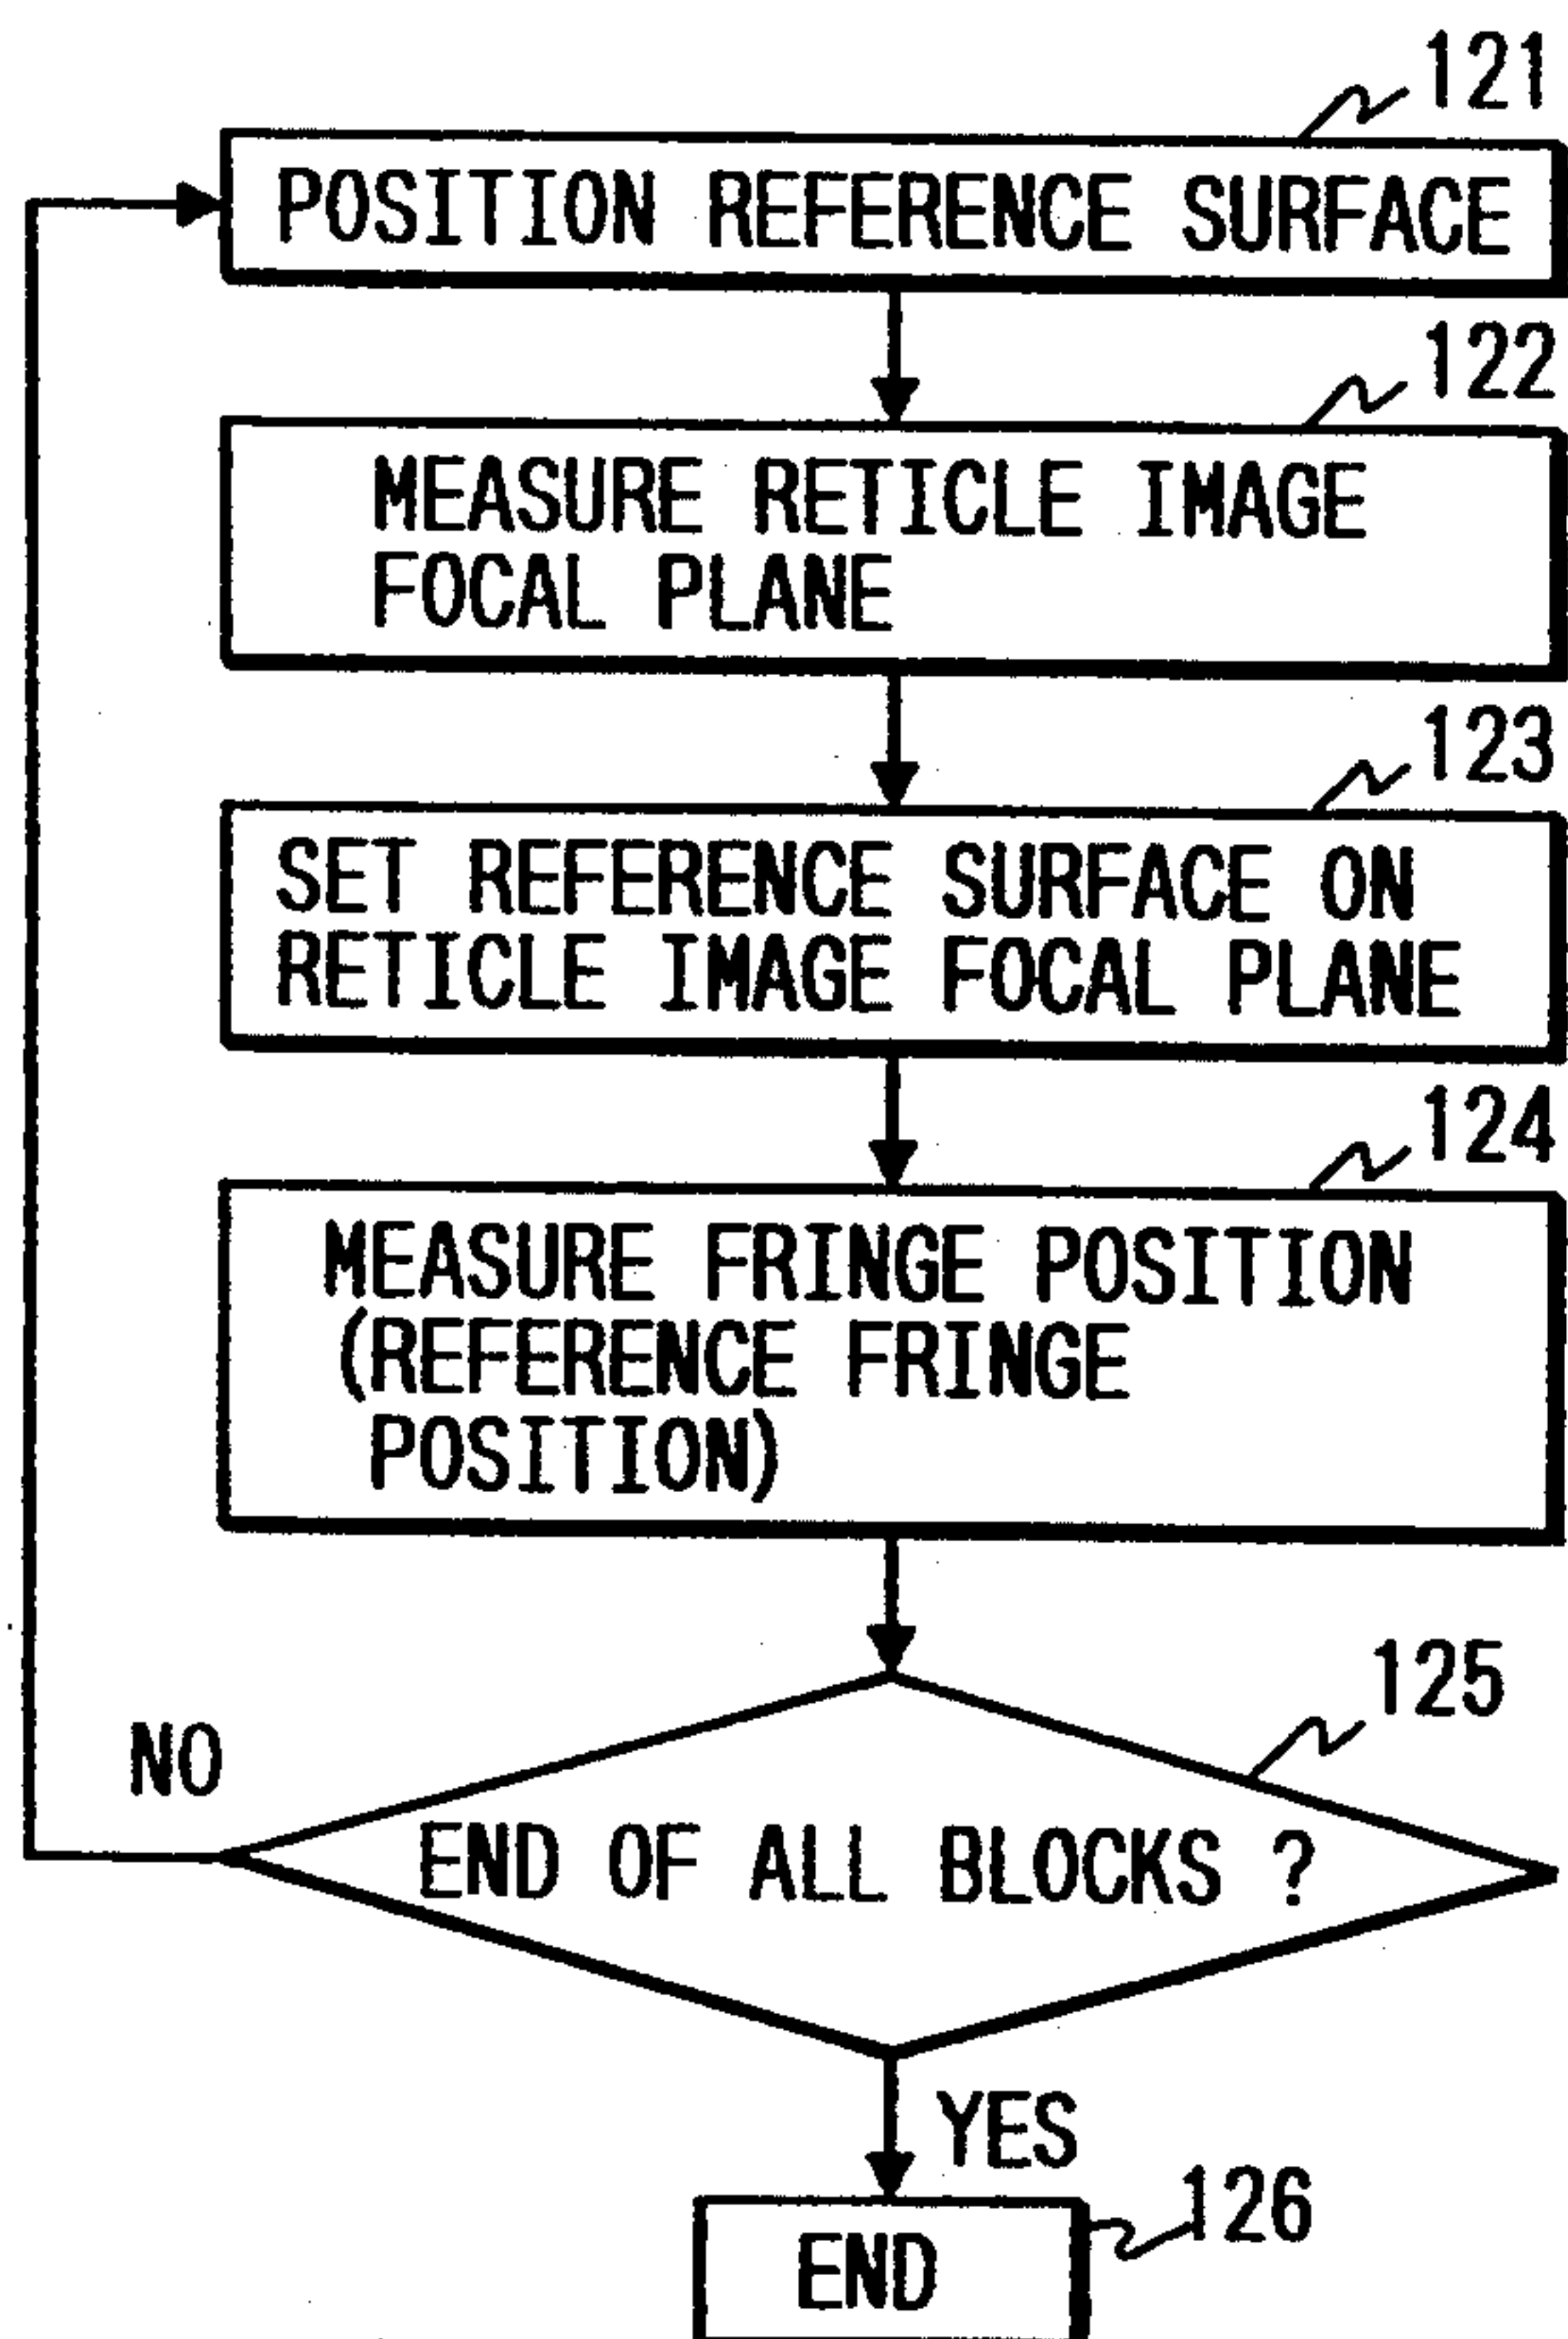 121
POSITION REFERENCE SURFACE
122
MEASURE RETICLE IMAGE
FOCAL PLANE
123
SET REFERENCE SURFACE ON
RETICLE IMAGE FOCAL PLANE
124
MEASURE FRINGE POSITION
(REFERENCE FRINGE
POSITION)
125
NO
END OF ALL BLOCKS ?
YES
126
END